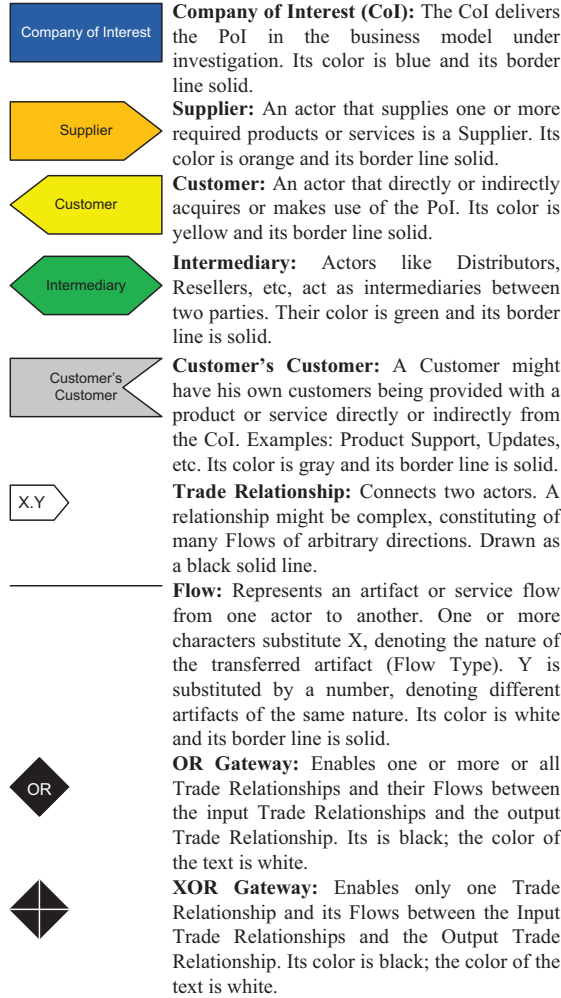 Company of Interest
Company of Interest (CoI): The CoI delivers
the PoI in the business model under
investigation. Its color is blue and its border
line solid.
Supplier
Supplier: An actor that supplies one or more
required products or services is a Supplier. Its
color is orange and its border line solid.
Customer
Customer: An actor that directly or indirectly
acquires or makes use of the PoI. Its color is
yellow and its border line solid.
Intermediary
Intermediary: Actors like Distributors,
Resellers, etc, act as intermediaries between
two parties. Their color is green and its border
line is solid.
Customer's
Customer
Customer's Customer: A Customer might
have his own customers being provided with a
product or service directly or indirectly from
the CoI. Examples: Product Support, Updates,
etc. Its color is gray and its border line is solid.
X.Y
Trade Relationship: Connects two actors. A
relationship might be complex, constituting of
many Flows of arbitrary directions. Drawn as
a black solid line.
Flow: Represents an artifact or service flow
from one actor to another. One or more
characters substitute X, denoting the nature of
the transferred artifact (Flow Type). Y is
substituted by a number, denoting different
artifacts of the same nature. Its color is white
and its border line is solid.
OR
OR Gateway: Enables one or more or all
Trade Relationships and their Flows between
the input Trade Relationships and the output
Trade Relationship. Its is black; the color of
the text is white.
XOR Gateway: Enables only one Trade
Relationship and its Flows between the Input
Trade Relationships and the Output Trade
Relationship. Its color is black; the color of the
text is white.